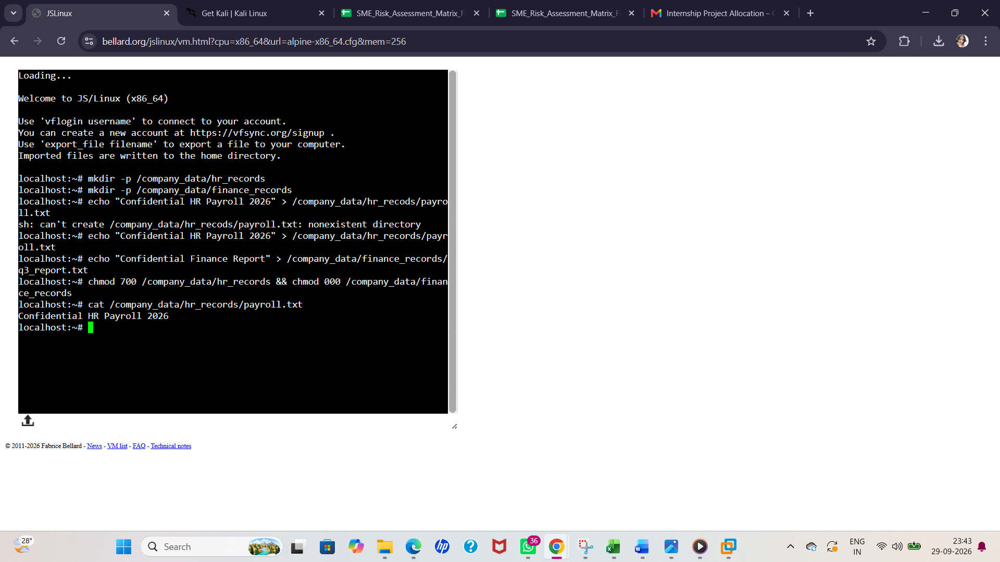 JSLinux
Get Kali | Kali Linux
SME_Risk_Assessment_Matrix_F
SME_Risk_Assessment_Matrix_F
Internship Project Allocation –
bellard.org/jslinux/vm.html?cpu=x86_64&url=alpine-x86_64.cfg&mem=256
Loading...
Welcome to JS/Linux (x86_64)
Use 'vflogin username' to connect to your account.
You can create a new account at https://vfsync.org/signup .
Use 'export_file filename' to export a file to your computer.
Imported files are written to the home directory.
localhost:~# mkdir -p /company_data/hr_records
localhost:~# mkdir -p /company_data/finance_records
localhost:~# echo "Confidential HR Payroll 2026" > /company_data/hr_recods/payro
ll.txt
sh: can't create /company_data/hr_recods/payroll.txt: nonexistent directory
localhost:~# echo "Confidential HR Payroll 2026" > /company_data/hr_records/payr
oll.txt
localhost:~# echo "Confidential Finance Report" > /company_data/finance_records/
q3_report.txt
localhost:~# chmod 700 /company_data/hr_records && chmod 000 /company_data/finan
ce_records
localhost:~# cat /company_data/hr_records/payroll.txt
Confidential HR Payroll 2026
localhost:~#
© 2011-2026 Fabrice Bellard - News - VM list - FAQ - Technical notes
28°
Search
hp
36
ENG
IN
23:43
29-09-2026